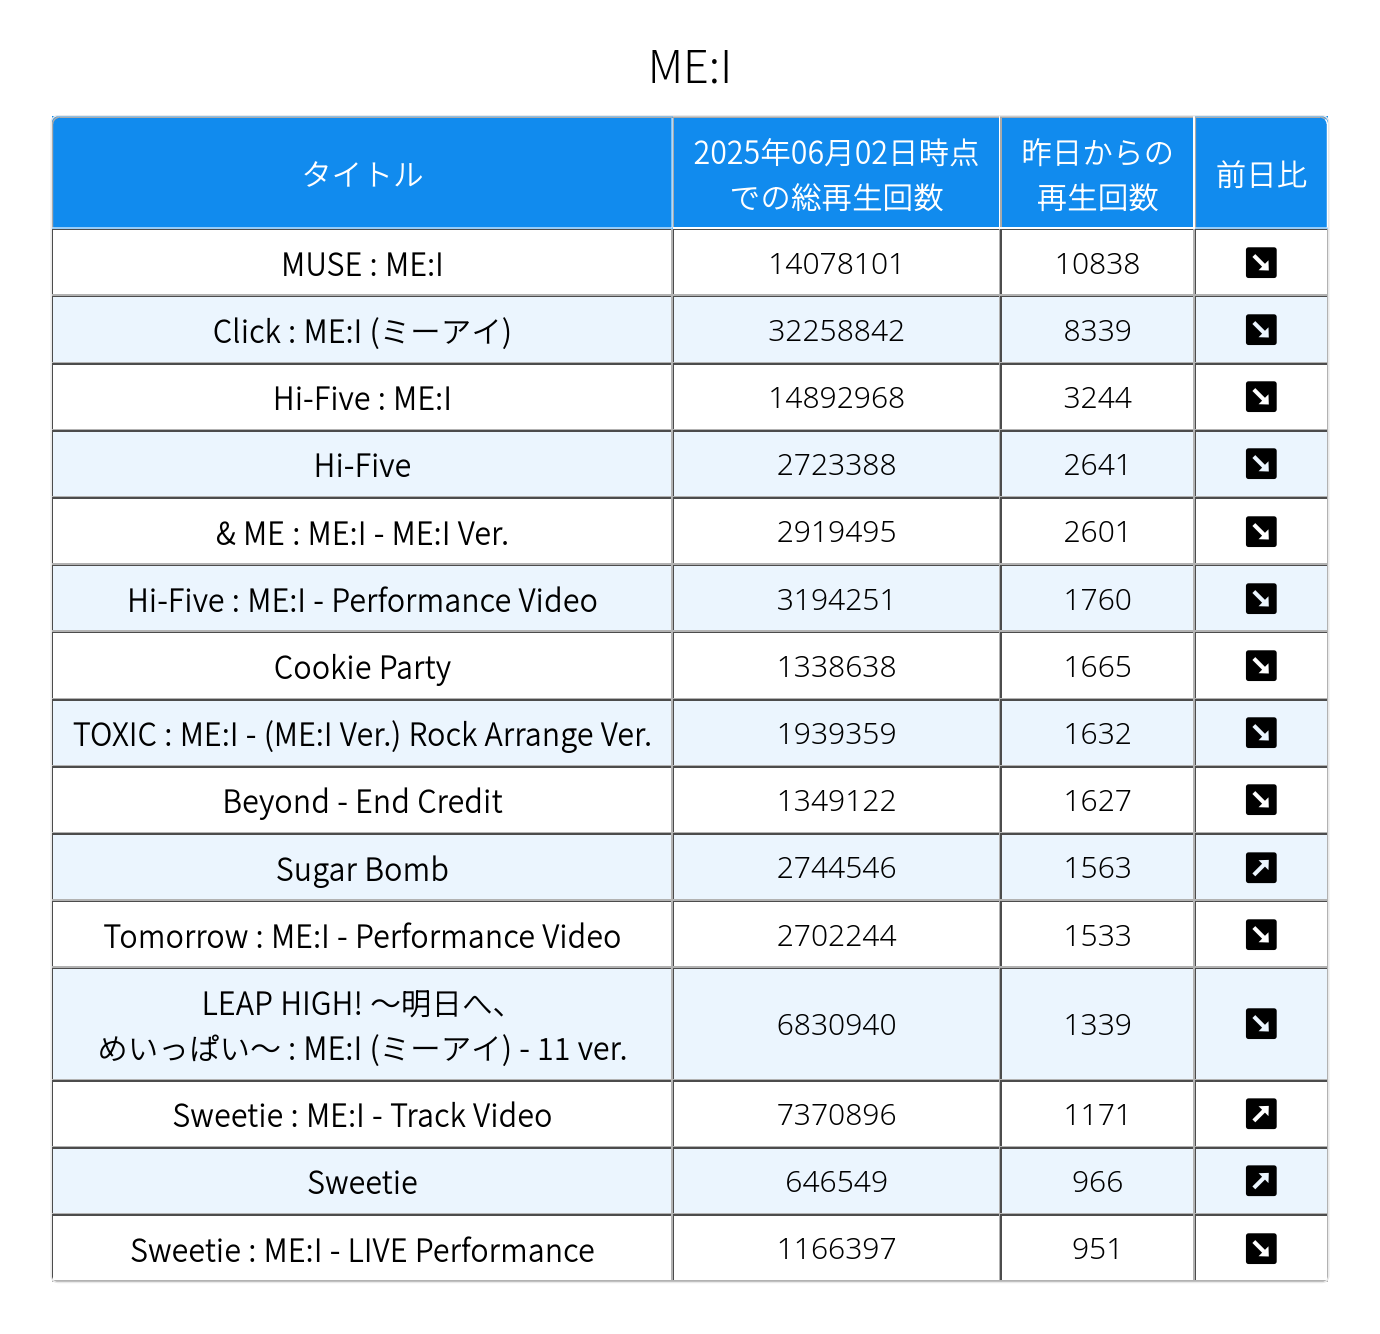 ME:I
タイトル 2025年06月02日時点での総再生回数 昨日からの再生回数 前日比
MUSE : ME:I 14078101 10838 ↘
Click : ME:I (ミーアイ) 32258842 8339 ↘
Hi-Five : ME:I 14892968 3244 ↘
Hi-Five 2723388 2641 ↘
& ME : ME:I - ME:I Ver. 2919495 2601 ↘
Hi-Five : ME:I - Performance Video 3194251 1760 ↘
Cookie Party 1338638 1665 ↘
TOXIC : ME:I - (ME:I Ver.) Rock Arrange Ver. 1939359 1632 ↘
Beyond - End Credit 1349122 1627 ↘
Sugar Bomb 2744546 1563 ↗
Tomorrow : ME:I - Performance Video 2702244 1533 ↘
LEAP HIGH! 〜明日へ、
めいっぱい〜 : ME:I (ミーアイ) - 11 ver. 6830940 1339 ↘
Sweetie : ME:I - Track Video 7370896 1171 ↗
Sweetie 646549 966 ↗
Sweetie : ME:I - LIVE Performance 1166397 951 ↘